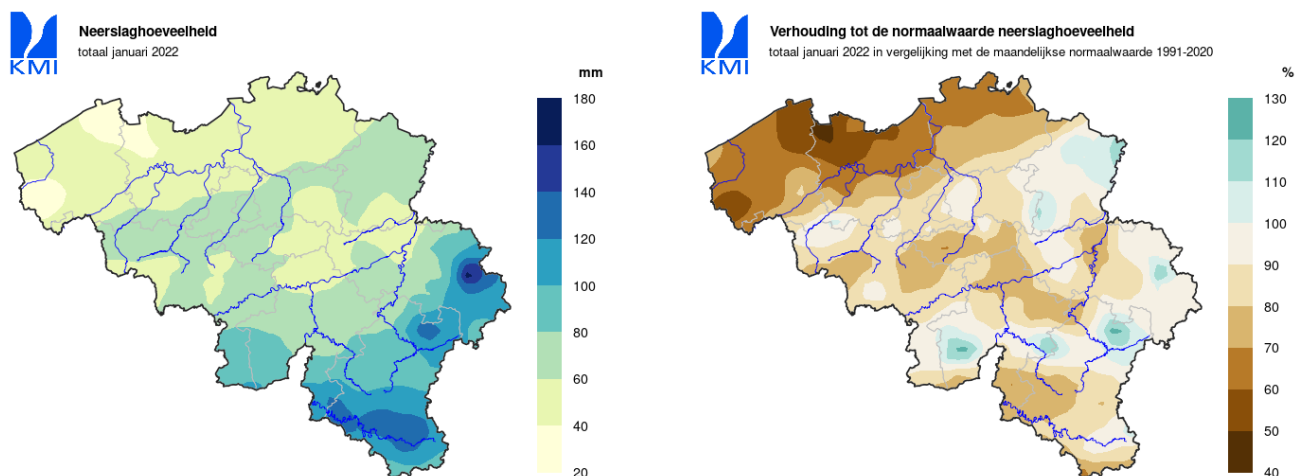 KMI
Neerslaghoeveelheid
totaal januari 2022
mm
180
160
140
120
100
80
60
40
20
KMI
Verhouding tot de normaalwaarde neerslaghoeveelheid
totaal januari 2022 in vergelijking met de maandelijkse normaalwaarde 1991-2020
%
130
120
110
100
90
80
70
60
50
40